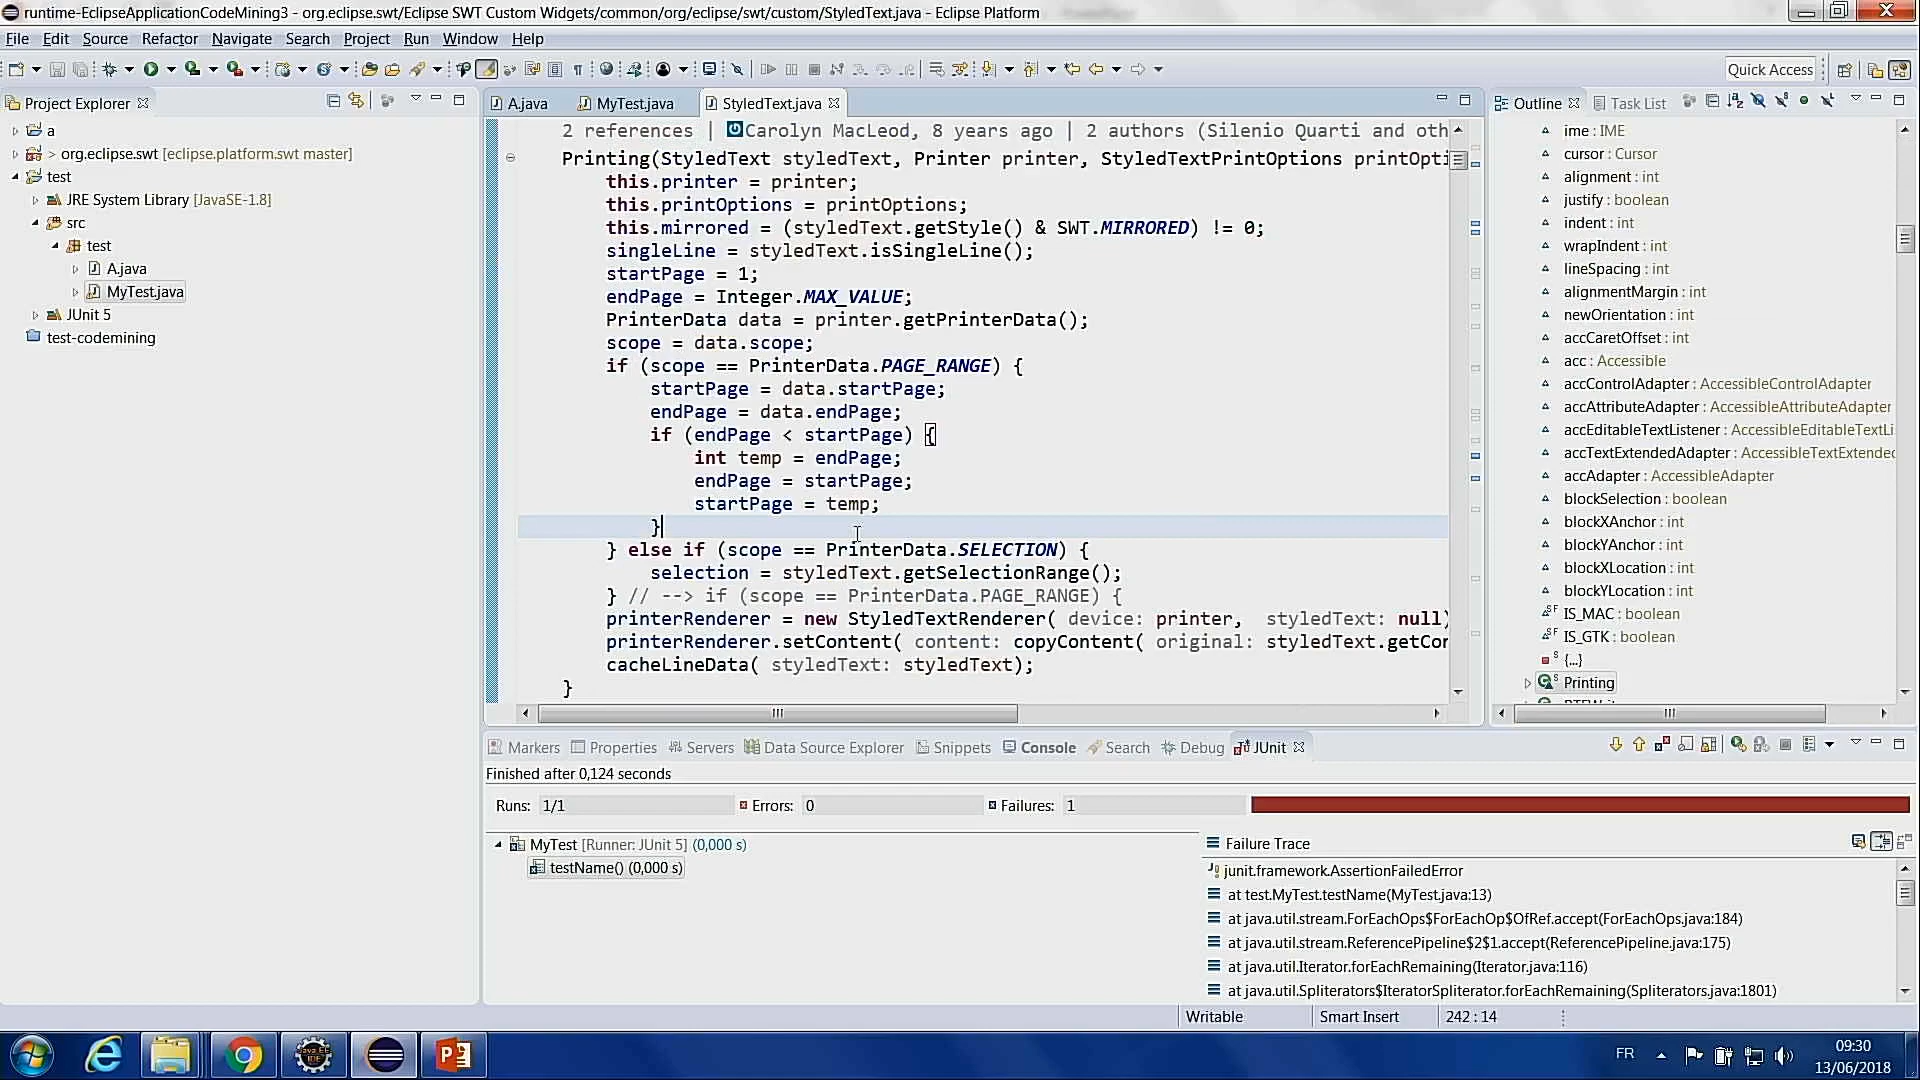 runtime-EclipseApplicationCodeMining3 - org.eclipse.swt/Eclipse SWT Custom Widgets/common/org/eclipse/swt/custom/StyledText.java - Eclipse Platform
File Edit Source Refactor Navigate Search Project Run Window Help
Quick Access
Project Explorer
a
> org.eclipse.swt [eclipse.platform.swt master]
test
JRE System Library [JavaSE-1.8]
src
test
A.java
MyTest.java
JUnit 5
test-codemining
A.java MyTest.java StyledText.java
2 references | Carolyn MacLeod, 8 years ago | 2 authors (Silenio Quarti and oth
Printing(StyledText styledText, Printer printer, StyledTextPrintOptions printOpti
this.printer = printer;
this.printOptions = printOptions;
this.mirrored = (styledText.getStyle() & SWT.MIRRORED) != 0;
singleLine = styledText.isSingleLine();
startPage = 1;
endPage = Integer.MAX_VALUE;
PrinterData data = printer.getPrinterData();
scope = data.scope;
if (scope == PrinterData.PAGE_RANGE) {
startPage = data.startPage;
endPage = data.endPage;
if (endPage < startPage) {
int temp = endPage;
endPage = startPage;
startPage = temp;
}
} else if (scope == PrinterData.SELECTION) {
selection = styledText.getSelectionRange();
} // --> if (scope == PrinterData.PAGE_RANGE) {
printerRenderer = new StyledTextRenderer( device: printer, styledText: null)
printerRenderer.setContent( content: copyContent( original: styledText.getCor
cacheLineData( styledText: styledText);
}
Outline Task List
ime : IME
cursor : Cursor
alignment : int
justify : boolean
indent : int
wrapIndent : int
lineSpacing : int
alignmentMargin : int
newOrientation : int
accCaretOffset : int
acc : Accessible
accControlAdapter : AccessibleControlAdapter
accAttributeAdapter : AccessibleAttributeAdapter
accEditableTextListener : AccessibleEditableTextLi
accTextExtendedAdapter : AccessibleTextExtended
accAdapter : AccessibleAdapter
blockSelection : boolean
blockXAnchor : int
blockYAnchor : int
blockXLocation : int
blockYLocation : int
IS_MAC : boolean
IS_GTK : boolean
{...}
Printing
Markers Properties Servers Data Source Explorer Snippets Console Search Debug JUnit
Finished after 0,124 seconds
Runs: 1/1 Errors: 0 Failures: 1
MyTest [Runner: JUnit 5] (0,000 s)
testName() (0,000 s)
Failure Trace
junit.framework.AssertionFailedError
at test.MyTest.testName(MyTest.java:13)
at java.util.stream.ForEachOps$ForEachOp$OfRef.accept(ForEachOps.java:184)
at java.util.stream.ReferencePipeline$2$1.accept(ReferencePipeline.java:175)
at java.util.Iterator.forEachRemaining(Iterator.java:116)
at java.util.Spliterators$IteratorSpliterator.forEachRemaining(Spliterators.java:1801)
Writable Smart Insert 242 : 14
Java EE
IDE
FR
09:30
13/06/2018